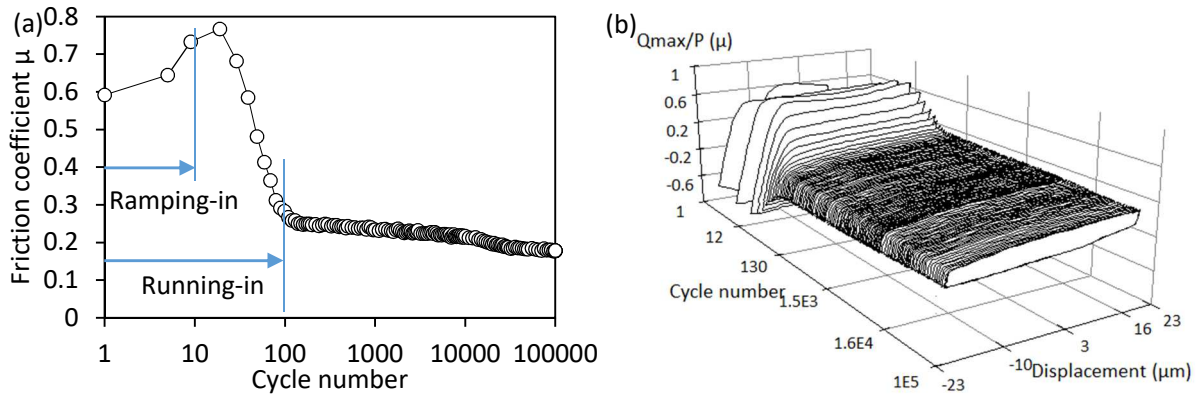 (a)
0.8
0.7
0.6
0.5
0.4
0.3
0.2
0.1
0
Friction coefficient μ
Ramping-in
Running-in
1 10 100 1000 10000 100000
Cycle number
(b)
Qmax/P (μ)
1
0.6
0.2
-0.2
-0.6
1
12
130
1.5E3
1.6E4
1E5
Cycle number
-23
-10
3
16
23
Displacement (μm)